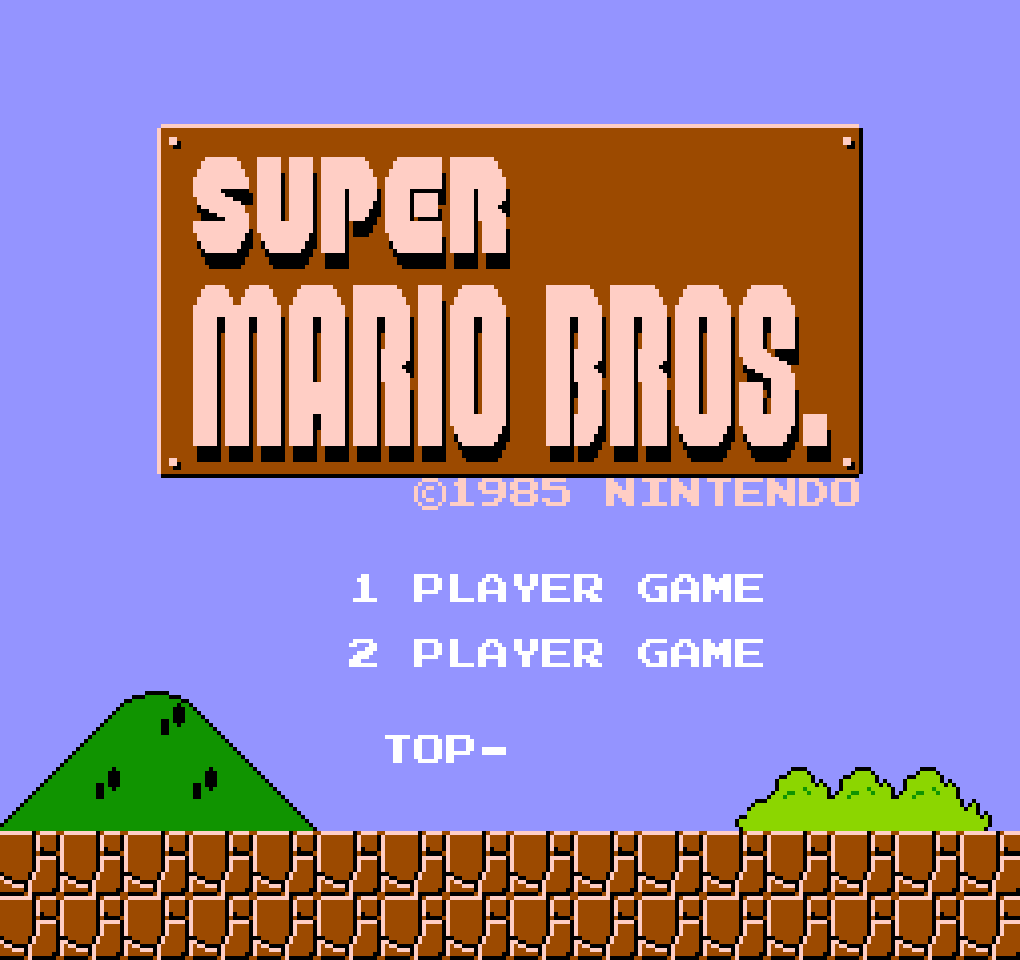 SUPER
MARIO BROS.
©1985 NINTENDO
1 PLAYER GAME
2 PLAYER GAME
TOP-